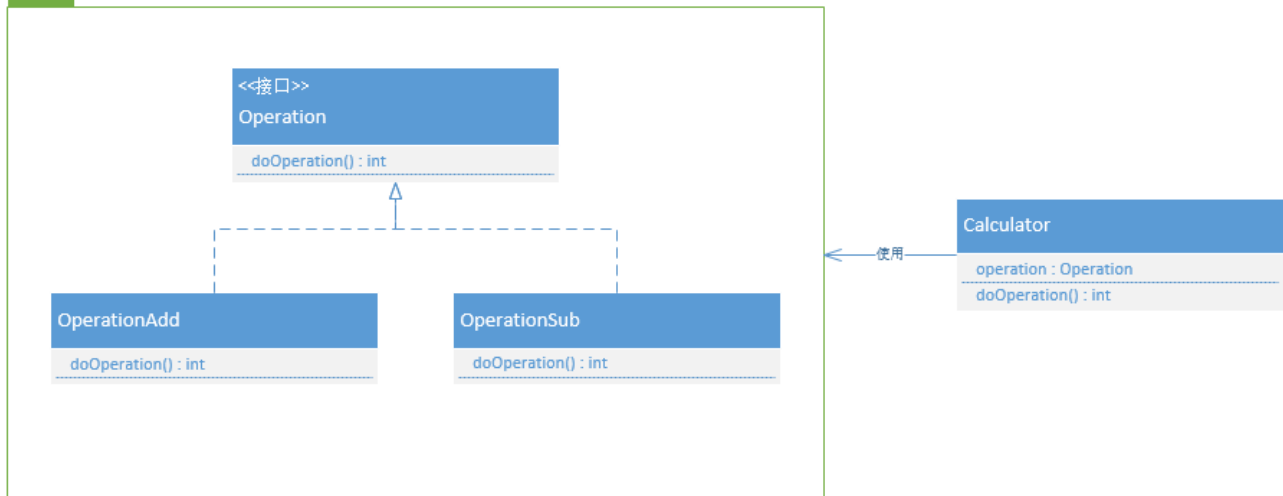 <<接口>>
Operation
doOperation() : int
OperationAdd
doOperation() : int
OperationSub
doOperation() : int
使用
Calculator
operation : Operation
doOperation() : int